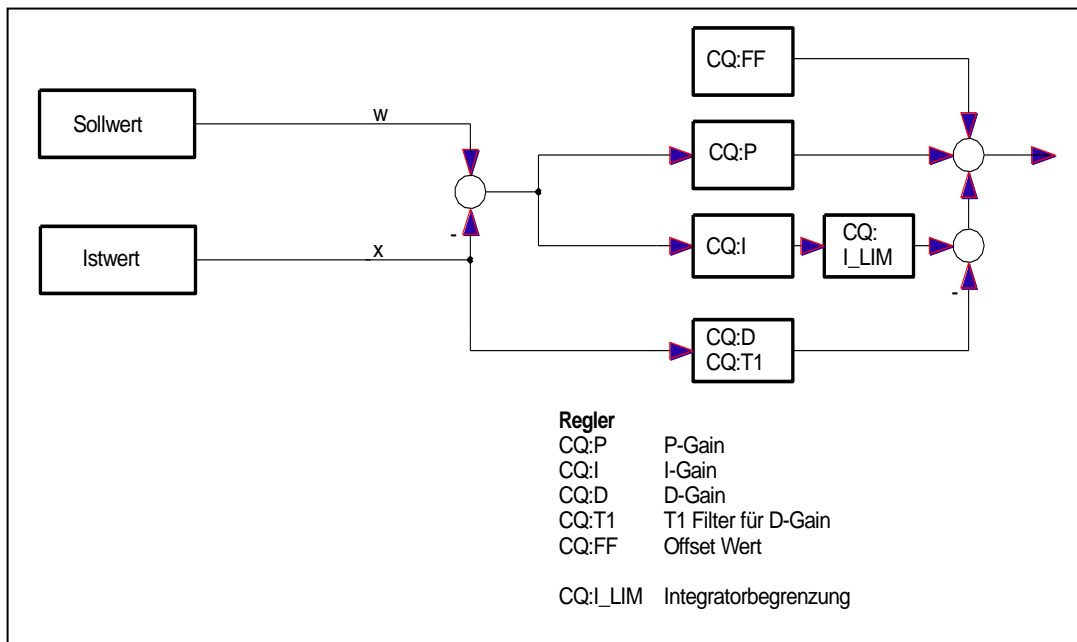 CQ:FF
Sollwert
w
CQ:P
-
Istwert
x
CQ:I
CQ:
I_LIM
-
CQ:D
CQ:T1
Regler
CQ:P P-Gain
CQ:I I-Gain
CQ:D D-Gain
CQ:T1 T1 Filter für D-Gain
CQ:FF Offset Wert
CQ:I_LIM Integratorbegrenzung